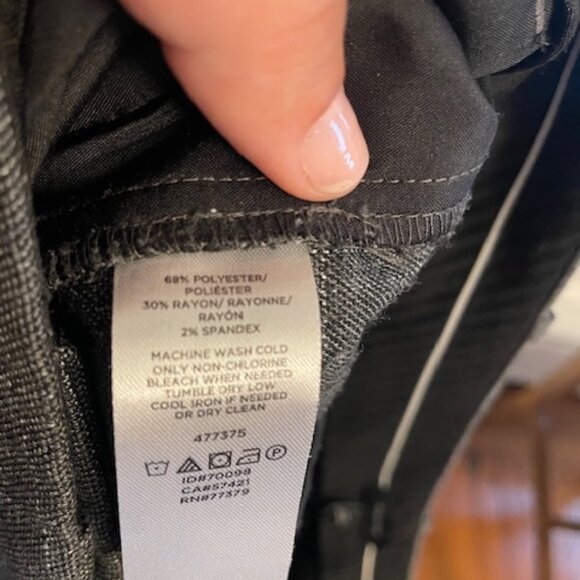 68% POLYESTER/
POLIÉSTER
30% RAYON/ RAYONNE/
RAYÓN
2% SPANDEX
MACHINE WASH COLD
ONLY NON-CHLORINE
BLEACH WHEN NEEDED
TUMBLE DRY LOW
COOL IRON IF NEEDED
OR DRY CLEAN
477375
P
ID#70098
CA#57421
RN#77379